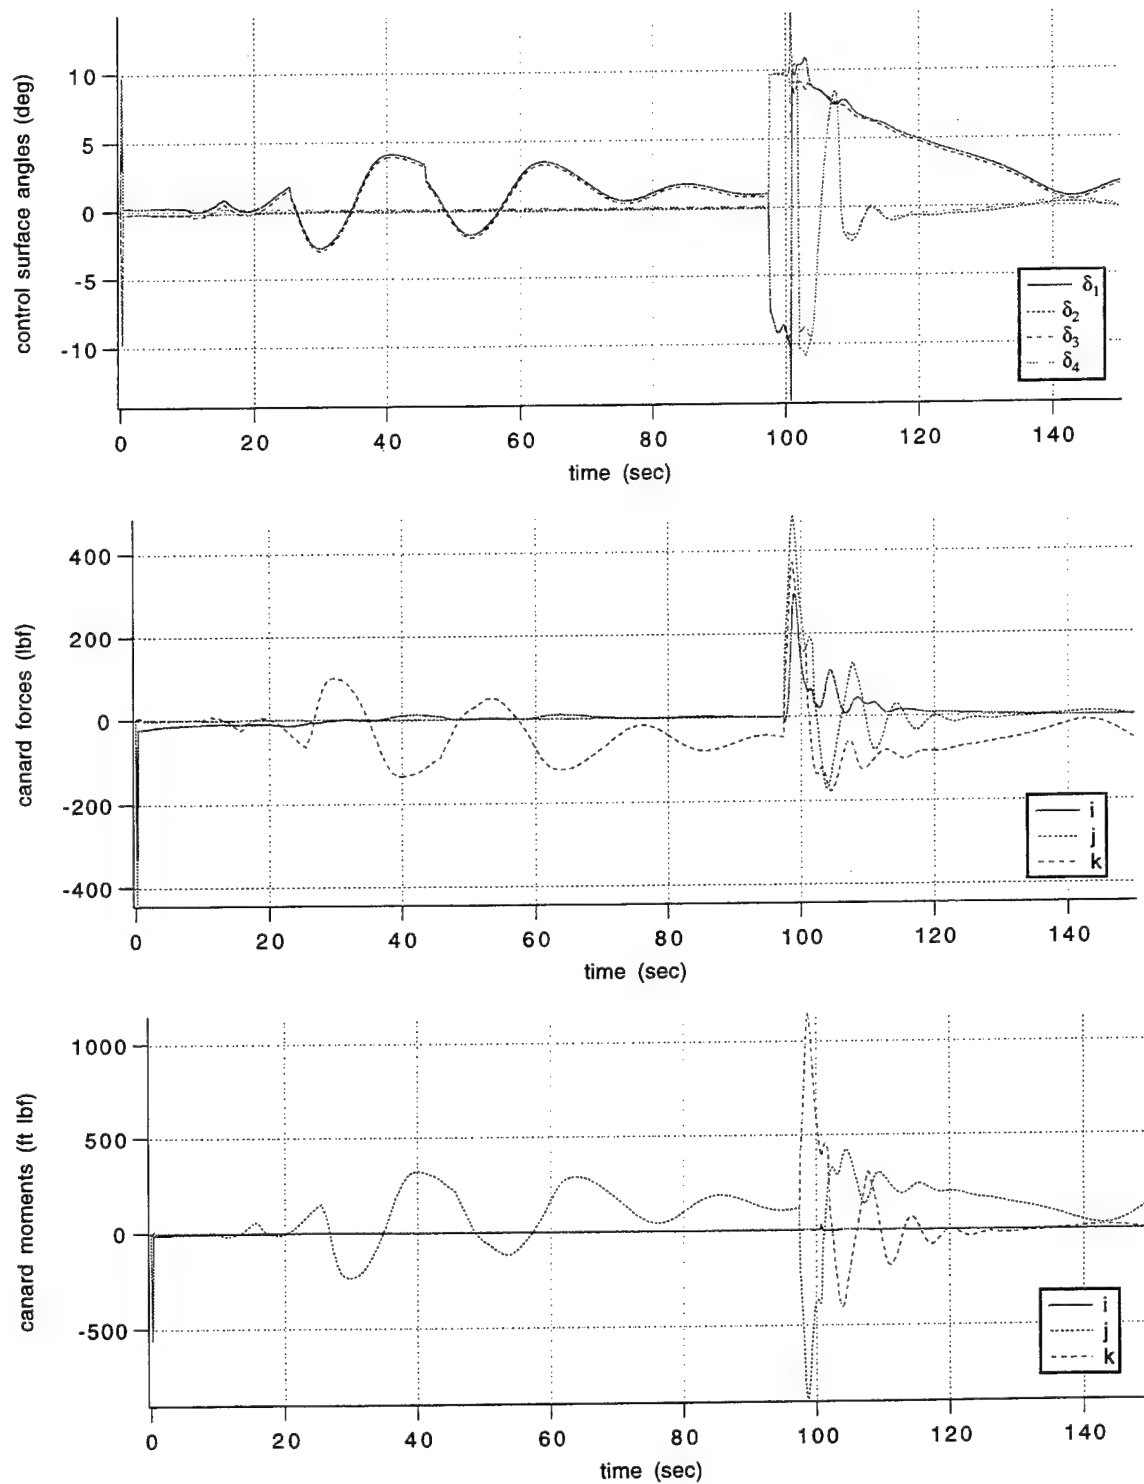 control surface angles (deg)
10
5
0
-5
-10
δ1
δ2
δ3
δ4
0 20 40 60 80 100 120 140
time (sec)
canard forces (lbf)
400
200
0
-200
-400
i
j
k
0 20 40 60 80 100 120 140
time (sec)
canard moments (ft lbf)
1000
500
0
-500
i
j
k
0 20 40 60 80 100 120 140
time (sec)